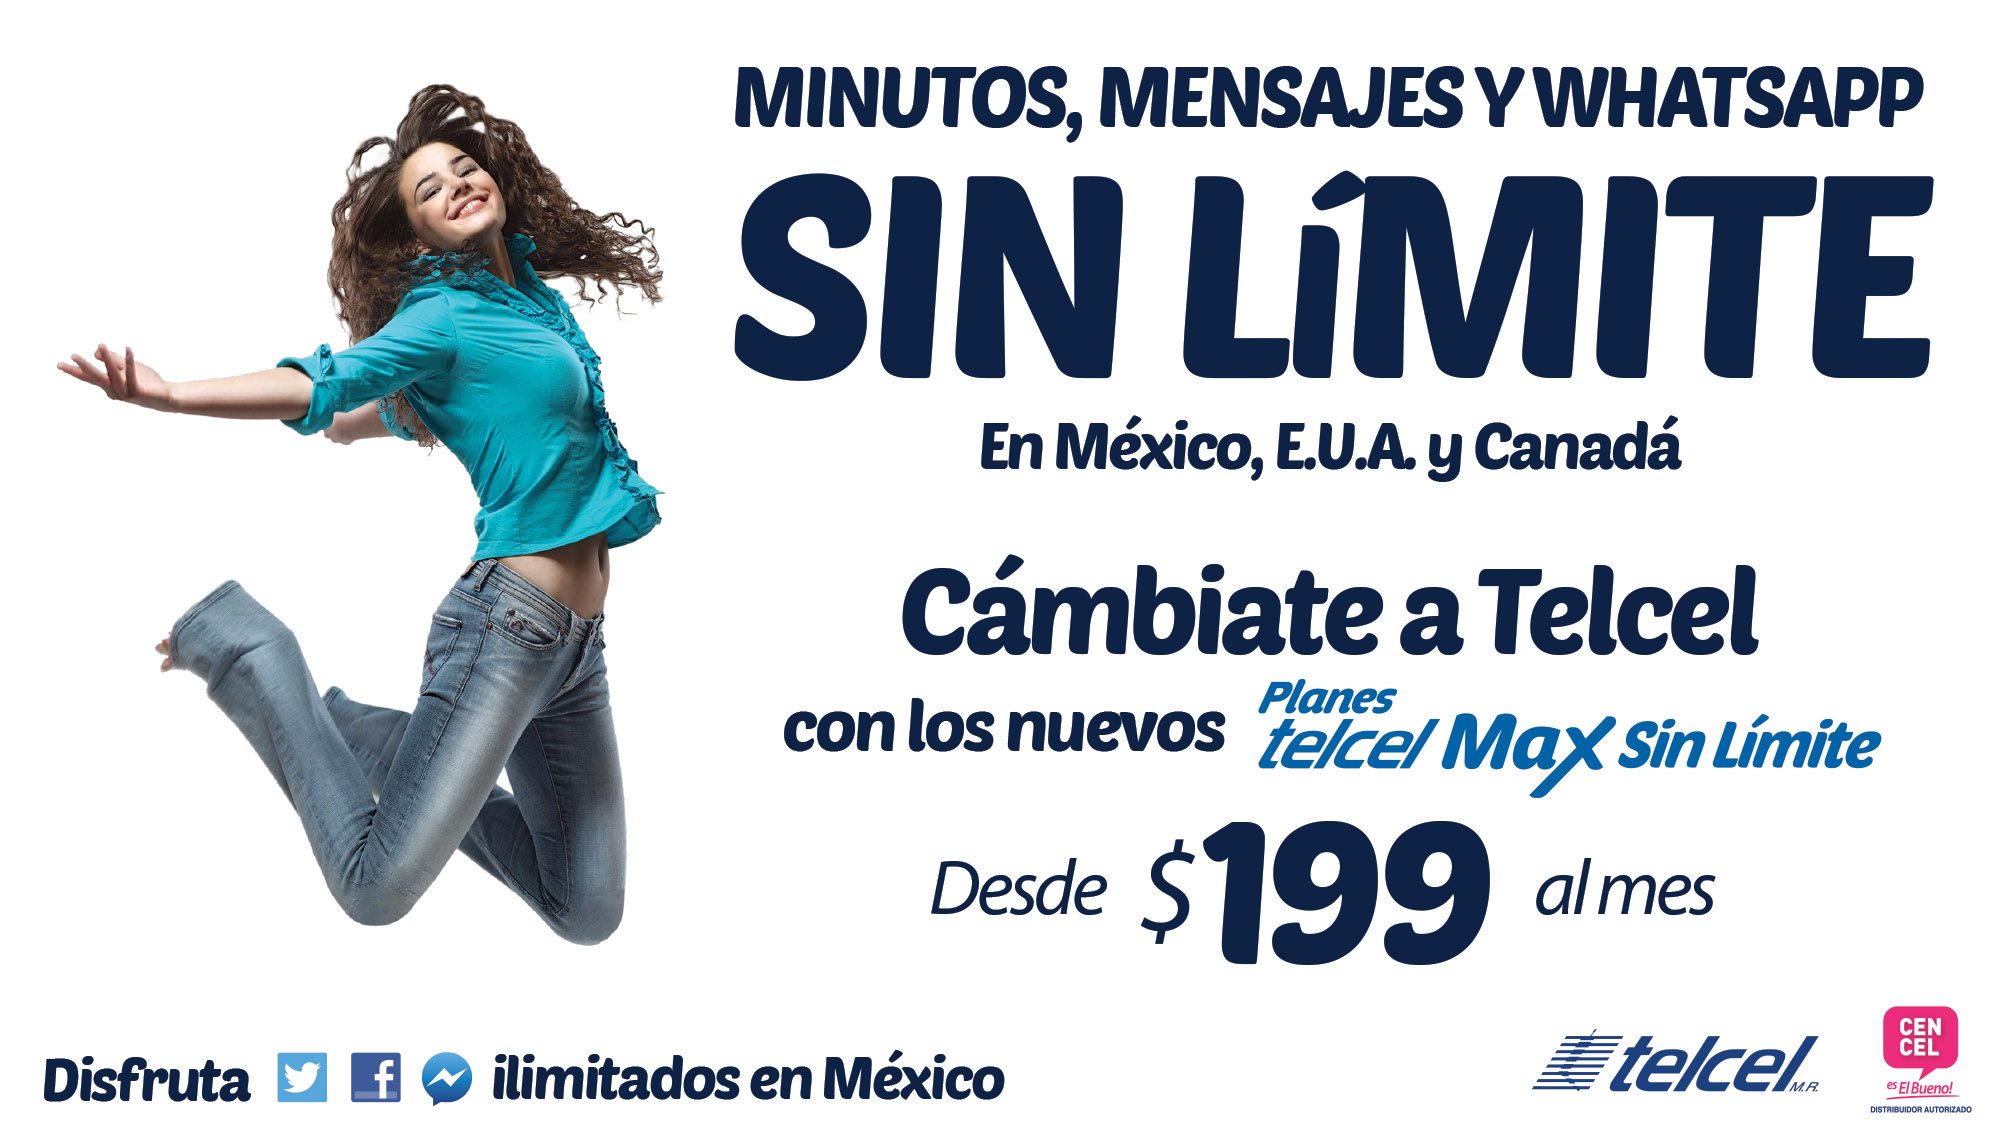 MINUTOS, MENSAJES Y WHATSAPP
SIN LÍMITE
En México, E.U.A. y Canadá
Cámbiate a Telcel
con los nuevos Planes telcel Max Sin Límite
Desde $199 al mes
Disfruta ilimitados en México
telcel M.R.
CEN
CEL
es El Bueno!
DISTRIBUIDOR AUTORIZADO